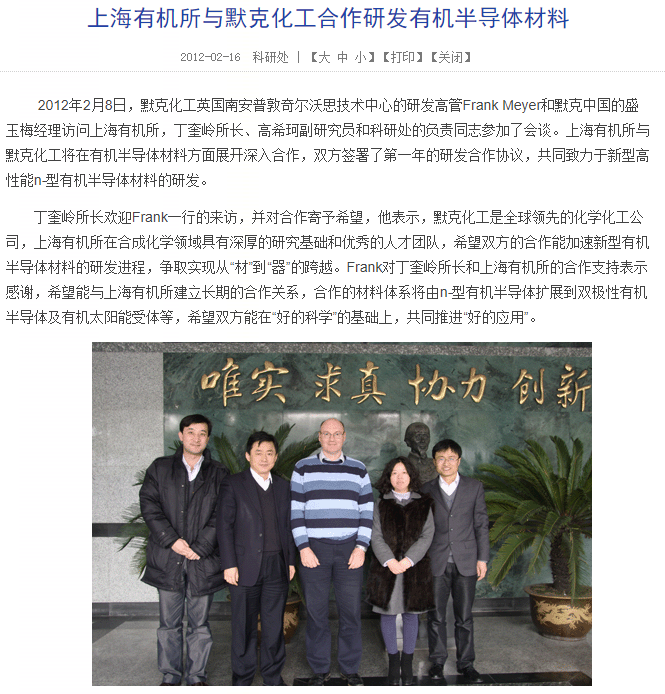 上海有机所与默克化工合作研发有机半导体材料
2012-02-16 科研处 | 【大 中 小】【打印】【关闭】
2012年2月8日，默克化工英国南安普敦奇尔沃思技术中心的研发高管Frank Meyer和默克中国的盛
玉梅经理访问上海有机所，丁奎岭所长、高希珂副研究员和科研处的负责同志参加了会谈。上海有机所与
默克化工将在有机半导体材料方面展开深入合作，双方签署了第一年的研发合作协议，共同致力于新型高
性能n-型有机半导体材料的研发。
丁奎岭所长欢迎Frank一行的来访，并对合作寄予希望，他表示，默克化工是全球领先的化学化工公
司，上海有机所在合成化学领域具有深厚的研究基础和优秀的人才团队，希望双方的合作能加速新型有机
半导体材料的研发进程，争取实现从“材”到“器”的跨越。Frank对丁奎岭所长和上海有机所的合作支持表示
感谢，希望能与上海有机所建立长期的合作关系，合作的材料体系将由n-型有机半导体扩展到双极性有机
半导体及有机太阳能受体等，希望双方能在“好的科学”的基础上，共同推进“好的应用”。
唯实 求真 协力 创新